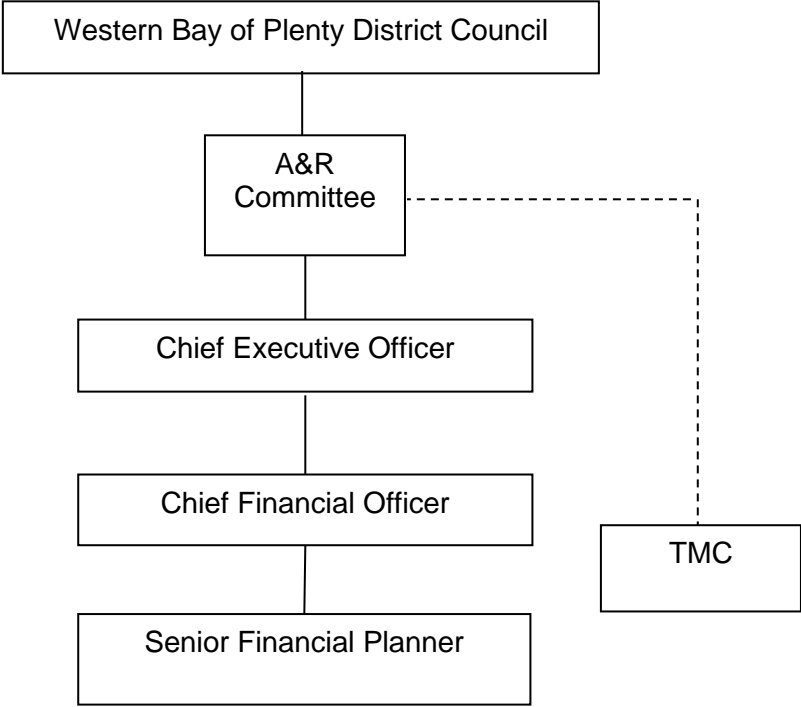 Western Bay of Plenty District Council
A&R
Committee
Chief Executive Officer
Chief Financial Officer
TMC
Senior Financial Planner